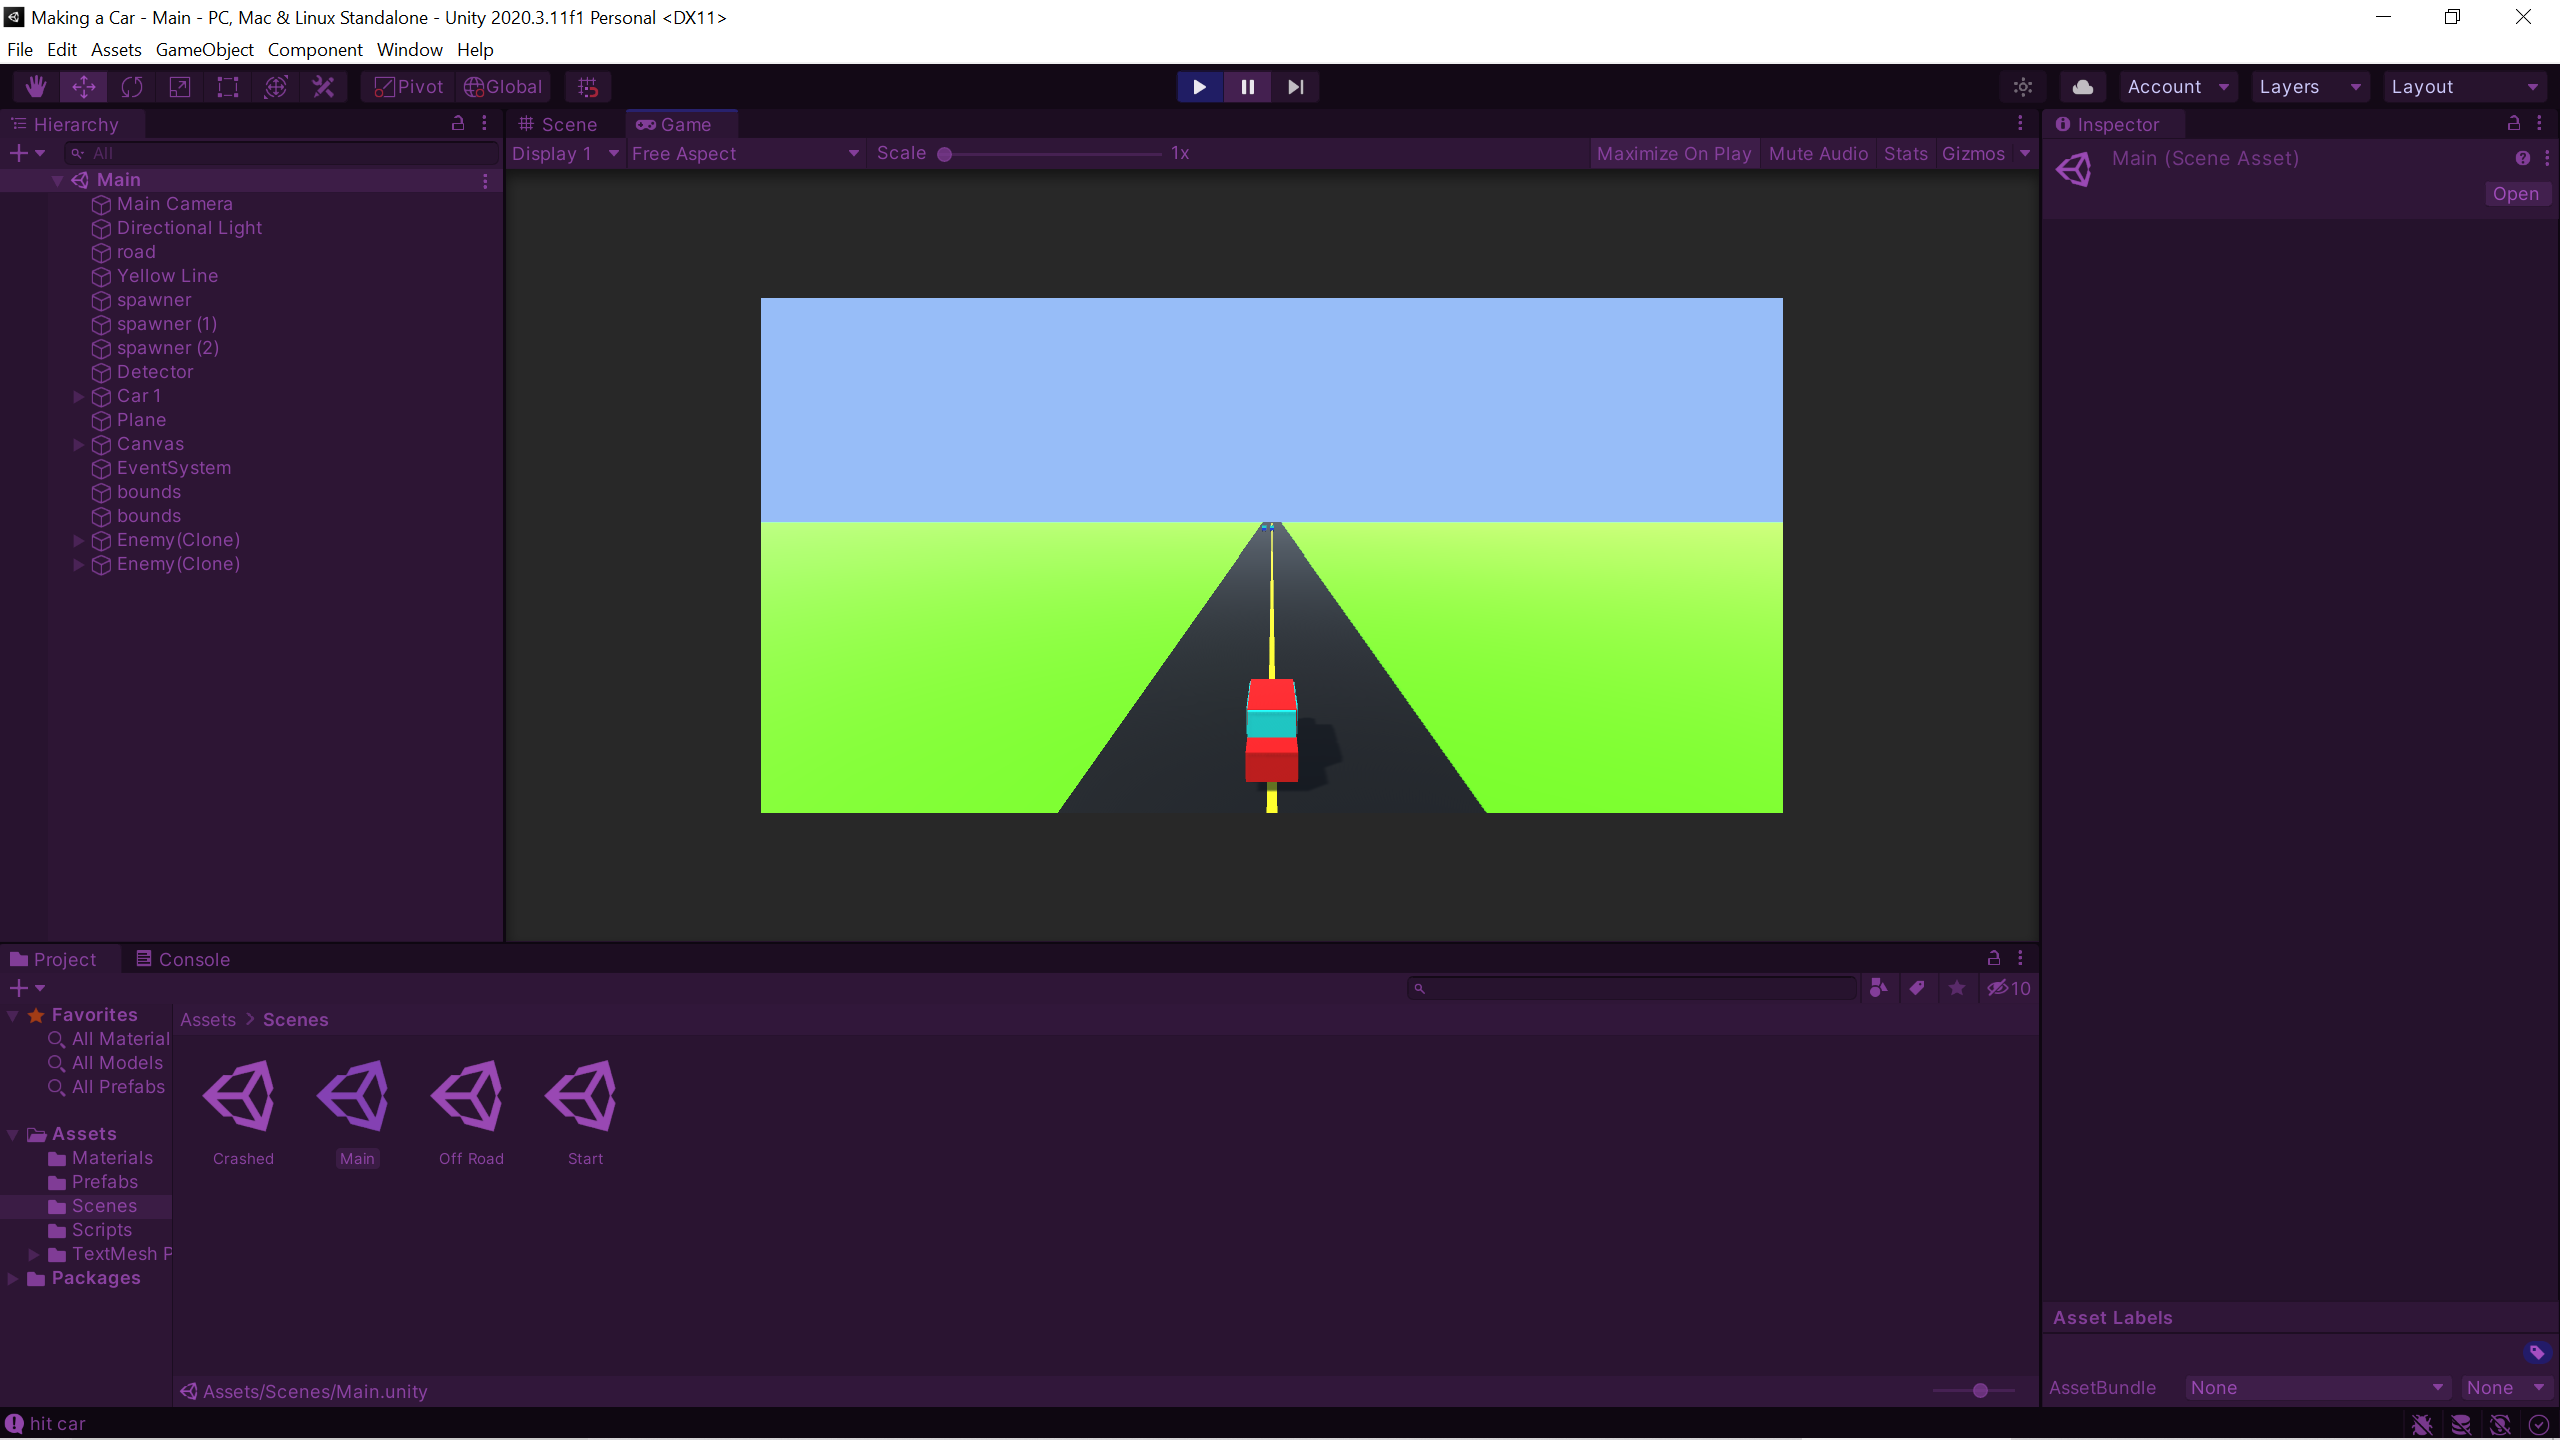 Making a Car - Main - PC, Mac & Linux Standalone - Unity 2020.3.11f1 Personal <DX11>
File Edit Assets GameObject Component Window Help
Pivot Global Account Layers Layout
Hierarchy
All
Main
Main Camera
Directional Light
road
Yellow Line
spawner
spawner (1)
spawner (2)
Detector
Car 1
Plane
Canvas
EventSystem
bounds
bounds
Enemy(Clone)
Enemy(Clone)
Scene Game
Display 1 Free Aspect Scale 1x Maximize On Play Mute Audio Stats Gizmos
Inspector
Main (Scene Asset)
Open
Project Console
10
Favorites
All Material
All Models
All Prefabs
Assets
Materials
Prefabs
Scenes
Scripts
TextMesh P
Packages
Assets > Scenes
Crashed Main Off Road Start
Assets/Scenes/Main.unity
Asset Labels
AssetBundle None None
hit car